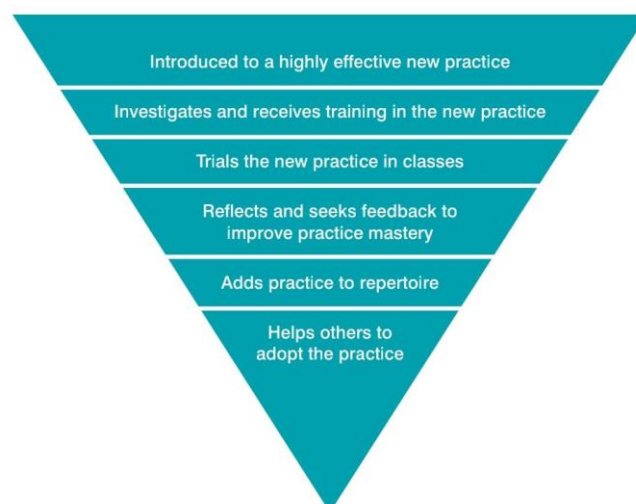 Introduced to a highly effective new practice
Investigates and receives training in the new practice
Trials the new practice in classes
Reflects and seeks feedback to
improve practice mastery
Adds practice to repertoire
Helps others to
adopt the practice